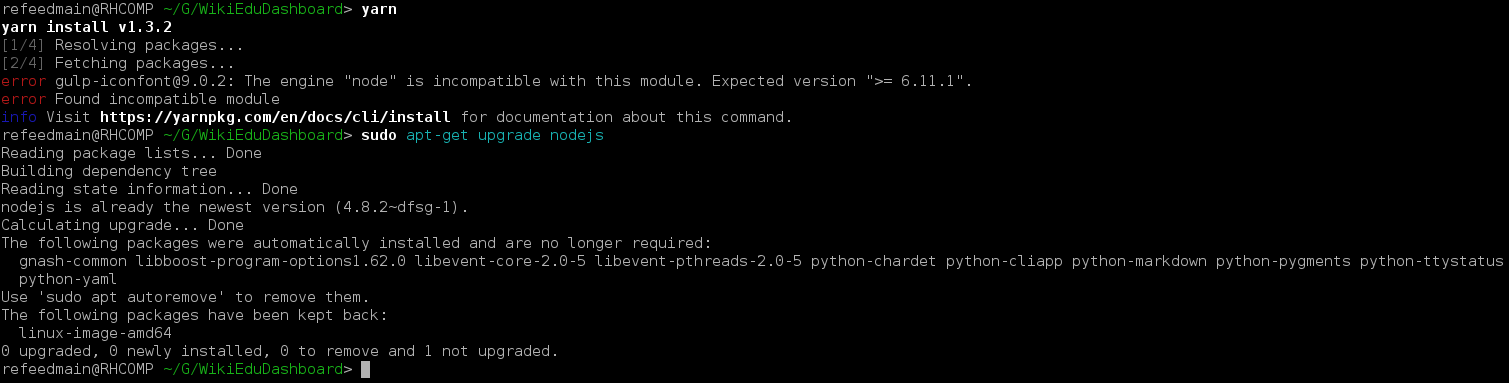 refeedmain@RHCOMP ~/G/WikiEduDashboard> yarn
yarn install v1.3.2
[1/4] Resolving packages...
[2/4] Fetching packages...
error gulp-iconfont@9.0.2: The engine "node" is incompatible with this module. Expected version ">= 6.11.1".
error Found incompatible module
info Visit https://yarnpkg.com/en/docs/cli/install for documentation about this command.
refeedmain@RHCOMP ~/G/WikiEduDashboard> sudo apt-get upgrade nodejs
Reading package lists... Done
Building dependency tree
Reading state information... Done
nodejs is already the newest version (4.8.2~dfsg-1).
Calculating upgrade... Done
The following packages were automatically installed and are no longer required:
  gnash-common libboost-program-options1.62.0 libevent-core-2.0-5 libevent-pthreads-2.0-5 python-chardet python-cliapp python-markdown python-pygments python-ttystatus
  python-yaml
Use 'sudo apt autoremove' to remove them.
The following packages have been kept back:
  linux-image-amd64
0 upgraded, 0 newly installed, 0 to remove and 1 not upgraded.
refeedmain@RHCOMP ~/G/WikiEduDashboard>